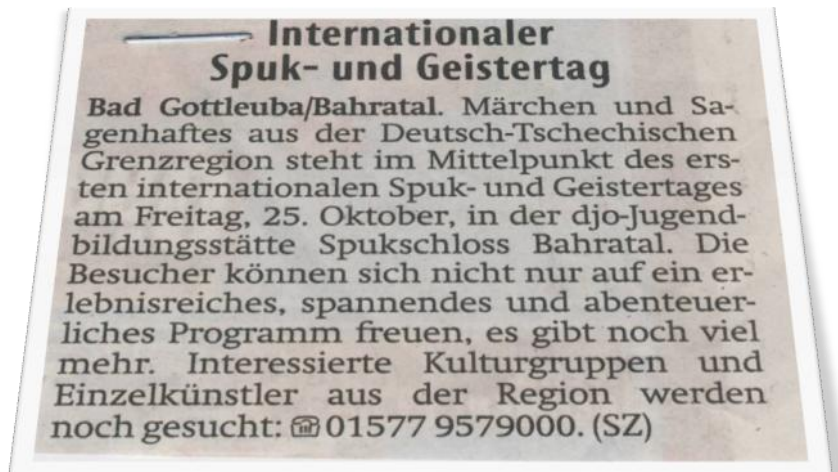 Internationaler
Spuk- und Geistertag
Bad Gottleuba/Bahratal. Märchen und Sa-
genhaftes aus der Deutsch-Tschechischen
Grenzregion steht im Mittelpunkt des ers-
ten internationalen Spuk- und Geistertages
am Freitag, 25. Oktober, in der djo-Jugend-
bildungsstätte Spukschloss Bahratal. Die
Besucher können sich nicht nur auf ein er-
lebnisreiches, spannendes und abenteuer-
liches Programm freuen, es gibt noch viel
mehr. Interessierte Kulturgruppen und
Einzelkünstler aus der Region werden
noch gesucht: ☎ 01577 9579000. (SZ)